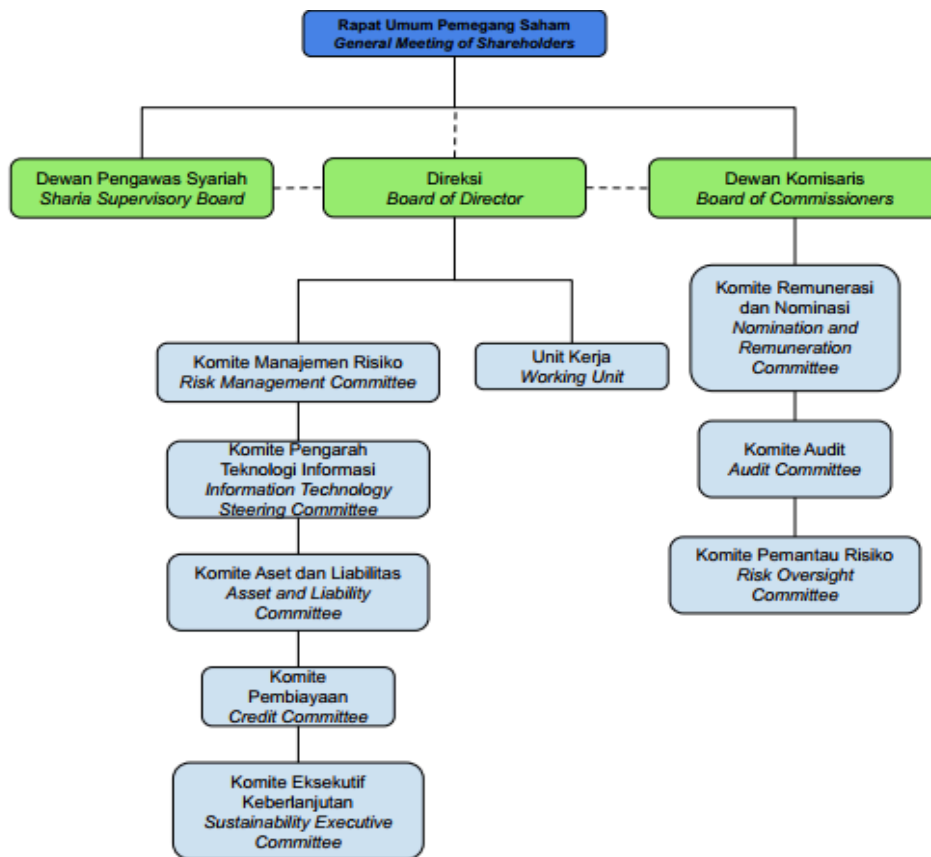 Rapat Umum Pemegang Saham
General Meeting of Shareholders
Dewan Pengawas Syariah
Sharia Supervisory Board
Direksi
Board of Director
Dewan Komisaris
Board of Commissioners
Komite Manajemen Risiko
Risk Management Committee
Komite Pengarah
Teknologi Informasi
Information Technology
Steering Committee
Komite Aset dan Liabilitas
Asset and Liability
Committee
Komite
Pembiayaan
Credit Committee
Komite Eksekutif
Keberlanjutan
Sustainability Executive
Committee
Unit Kerja
Working Unit
Komite Remunerasi
dan Nominasi
Nomination and
Remuneration
Committee
Komite Audit
Audit Committee
Komite Pemantau Risiko
Risk Oversight
Committee